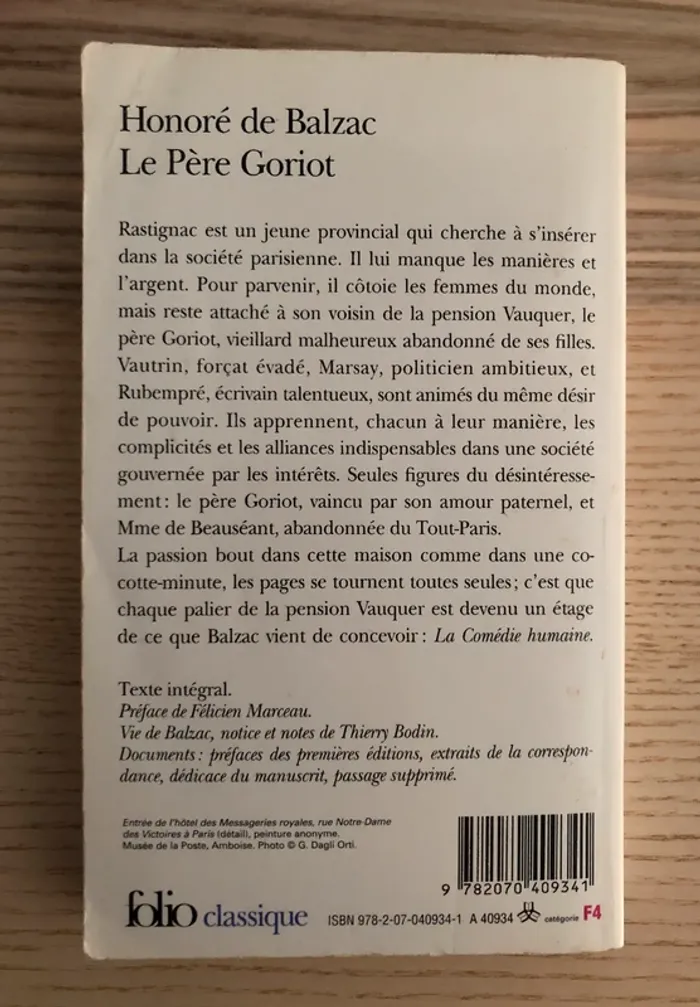 Honoré de Balzac
Le Père Goriot
Rastignac est un jeune provincial qui cherche à s'insérer
dans la société parisienne. Il lui manque les manières et
l'argent. Pour parvenir, il côtoie les femmes du monde,
mais reste attaché à son voisin de la pension Vauquer, le
père Goriot, vieillard malheureux abandonné de ses filles.
Vautrin, forçat évadé, Marsay, politicien ambitieux, et
Rubempré, écrivain talentueux, sont animés du même désir
de pouvoir. Ils apprennent, chacun à leur manière, les
complicités et les alliances indispensables dans une société
gouvernée par les intérêts. Seules figures du désintéresse-
ment : le père Goriot, vaincu par son amour paternel, et
Mme de Beauséant, abandonnée du Tout-Paris.
La passion bout dans cette maison comme dans une co-
cotte-minute, les pages se tournent toutes seules ; c'est que
chaque palier de la pension Vauquer est devenu un étage
de ce que Balzac vient de concevoir : La Comédie humaine.
Texte intégral.
Préface de Félicien Marceau.
Vie de Balzac, notice et notes de Thierry Bodin.
Documents : préfaces des premières éditions, extraits de la correspon-
dance, dédicace du manuscrit, passage supprimé.
Entrée de l'hôtel des Messageries royales, rue Notre-Dame
des Victoires à Paris (détail), peinture anonyme.
Musée de la Poste, Amboise. Photo © G. Dagli Orti.
9 782070 409341
folio classique
ISBN 978-2-07-040934-1 A 40934 catégorie F4